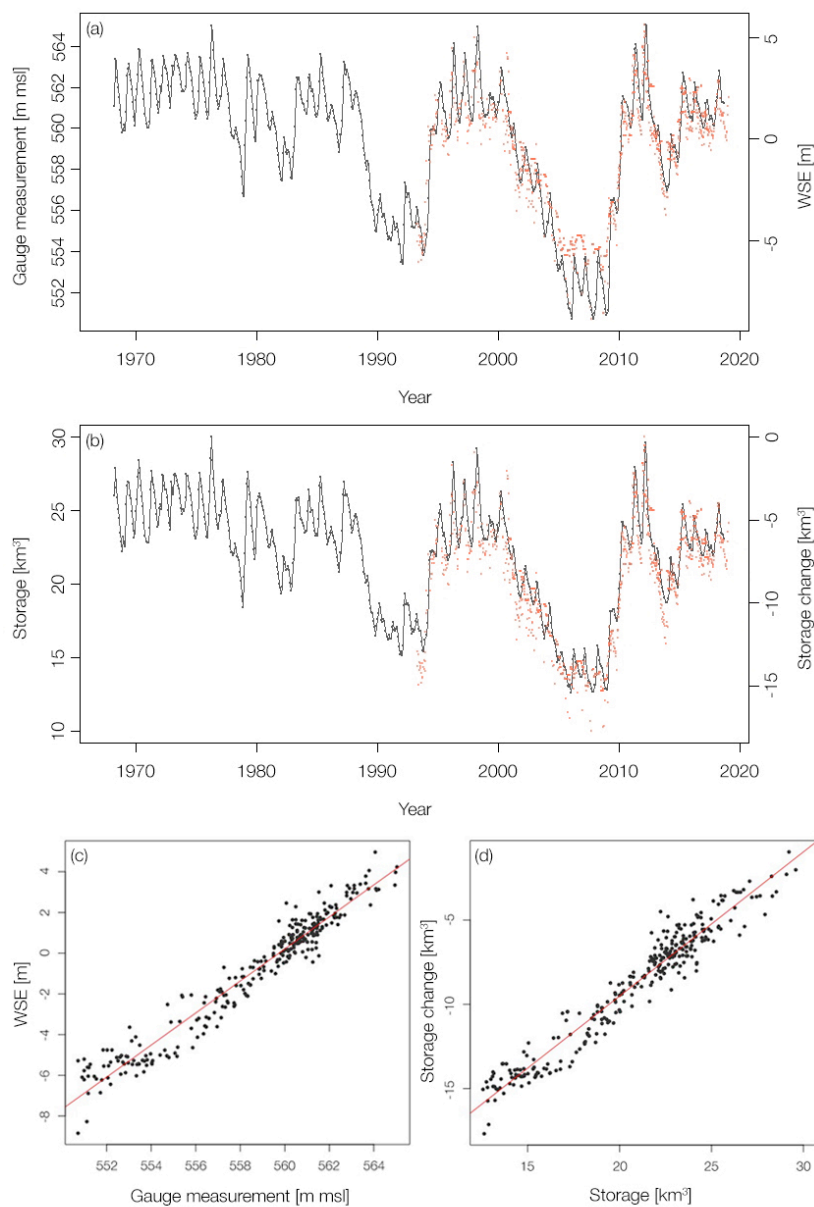 (a)
564
562
560
558
556
554
552
Gauge measurement [m msl]
5
0
-5
WSE [m]
1970 1980 1990 2000 2010 2020
Year
(b)
30
25
20
15
10
Storage [km³]
0
-5
-10
-15
Storage change [km³]
1970 1980 1990 2000 2010 2020
Year
(c)
4
2
0
-2
-4
-6
-8
WSE [m]
552 554 556 558 560 562 564
Gauge measurement [m msl]
(d)
-5
-10
-15
Storage change [km³]
15 20 25 30
Storage [km³]